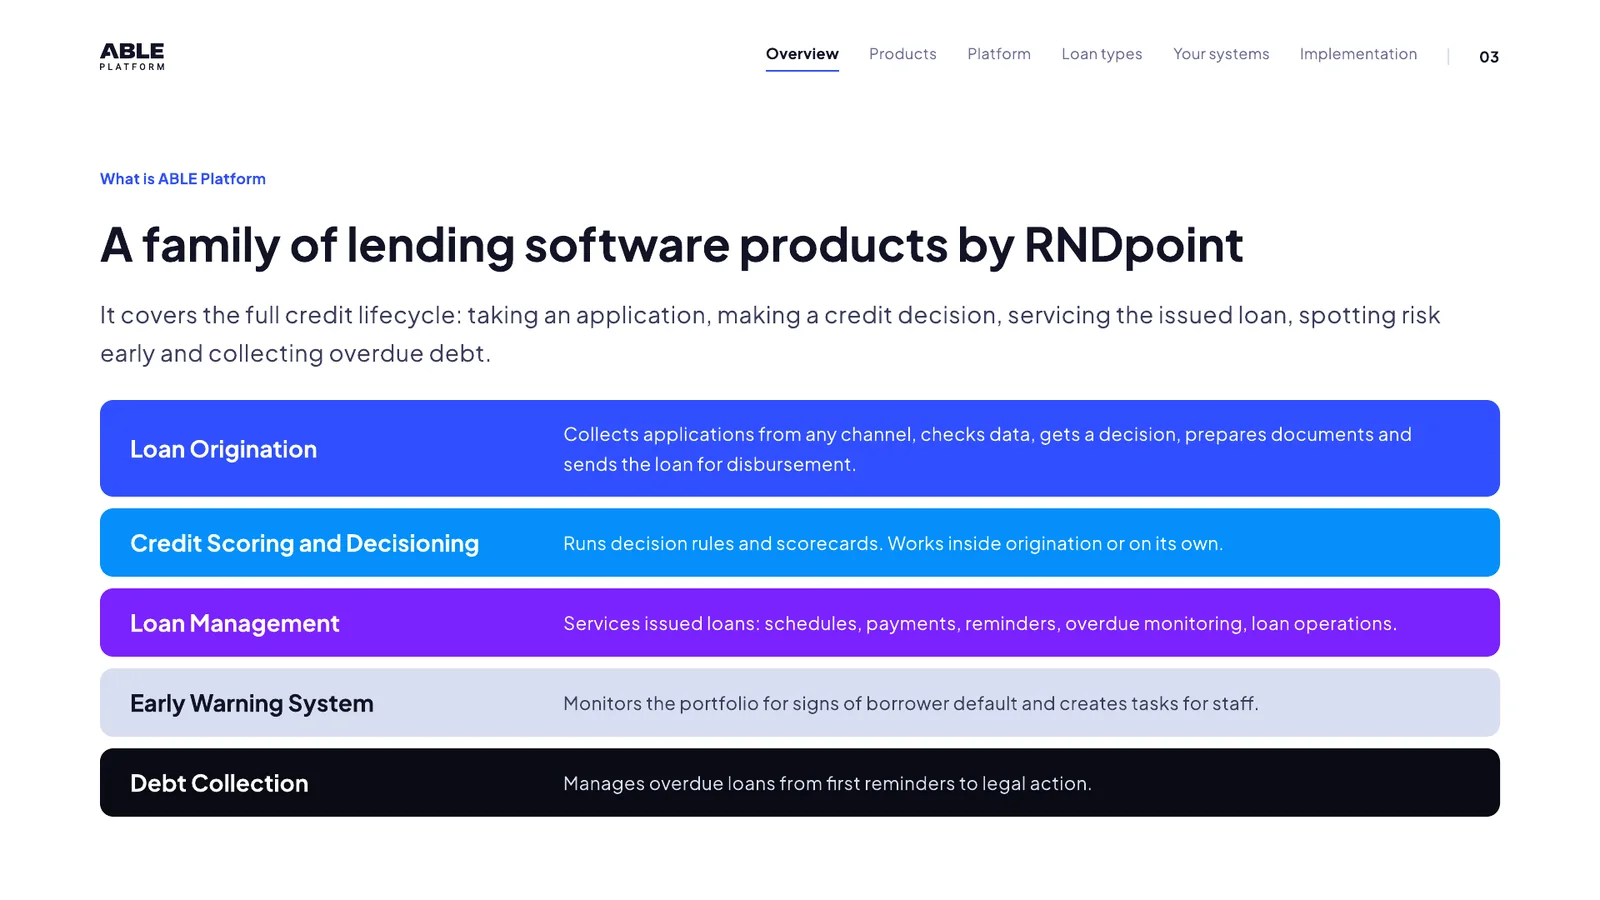 ABLE
PLATFORM
Overview
Products
Platform
Loan types
Your systems
Implementation
03
What is ABLE Platform
A family of lending software products by RNDpoint
It covers the full credit lifecycle: taking an application, making a credit decision, servicing the issued loan, spotting risk
early and collecting overdue debt.
Loan Origination
Collects applications from any channel, checks data, gets a decision, prepares documents and
sends the loan for disbursement.
Credit Scoring and Decisioning
Runs decision rules and scorecards. Works inside origination or on its own.
Loan Management
Services issued loans: schedules, payments, reminders, overdue monitoring, loan operations.
Early Warning System
Monitors the portfolio for signs of borrower default and creates tasks for staff.
Debt Collection
Manages overdue loans from first reminders to legal action.